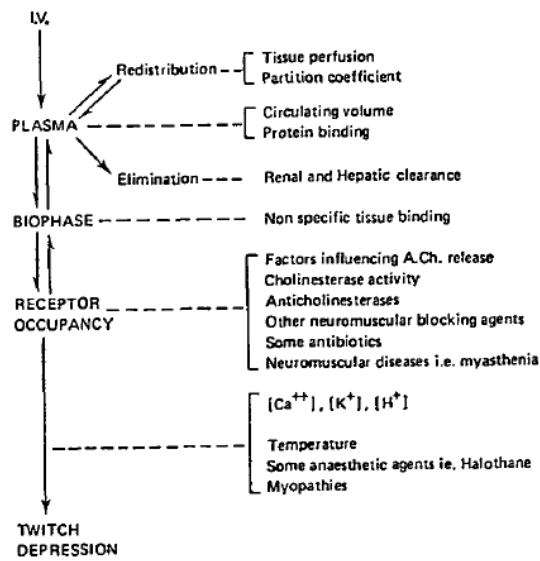 I.V.
Redistribution
Tissue perfusion
Partition coefficient
PLASMA
Circulating volume
Protein binding
Elimination
Renal and Hepatic clearance
BIOPHASE
Non specific tissue binding
RECEPTOR
OCCUPANCY
Factors influencing A.Ch. release
Cholinesterase activity
Anticholinesterases
Other neuromuscular blocking agents
Some antibiotics
Neuromuscular diseases i.e. myasthenia
[Ca⁺⁺], [K⁺], [H⁺]
Temperature
Some anaesthetic agents ie. Halothane
Myopathies
TWITCH
DEPRESSION